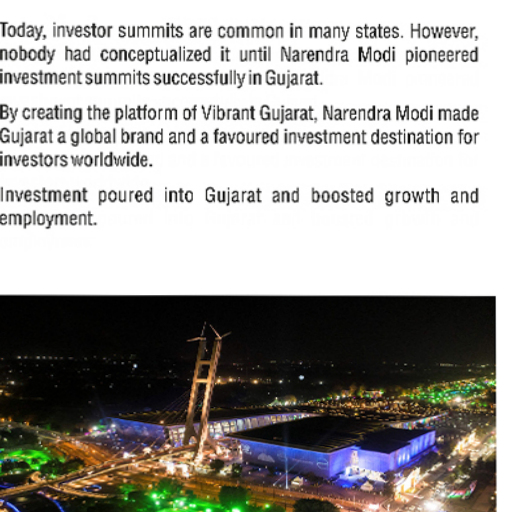 Today, investor summits are common in many states. However,
nobody had conceptualized it until Narendra Modi pioneered
investment summits successfully in Gujarat.
By creating the platform of Vibrant Gujarat, Narendra Modi made
Gujarat a global brand and a favoured investment destination for
investors worldwide.
Investment poured into Gujarat and boosted growth and
employment.